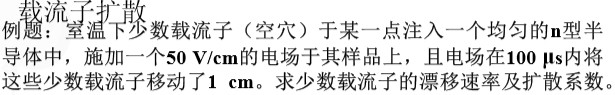 载流子扩散
例题：室温下少数载流子（空穴）于某一点注入一个均匀的n型半
导体中，施加一个50 V/cm的电场于其样品上，且电场在100 μs内将
这些少数载流子移动了1 cm。求少数载流子的漂移速率及扩散系数。